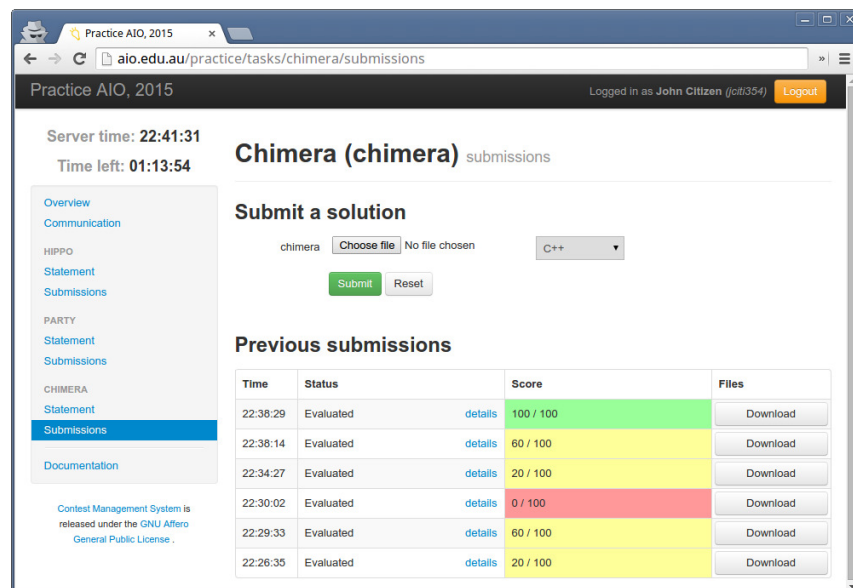 Practice AIO, 2015
aio.edu.au/practice/tasks/chimera/submissions
Practice AIO, 2015
Logged in as John Citizen (jciti354)
Logout
Server time: 22:41:31
Time left: 01:13:54
Overview
Communication
HIPPO
Statement
Submissions
PARTY
Statement
Submissions
CHIMERA
Statement
Submissions
Documentation
Contest Management System is
released under the GNU Affero
General Public License .
Chimera (chimera) submissions
Submit a solution
chimera Choose file No file chosen C++
Submit Reset
Previous submissions
Time Status Score Files
22:38:29 Evaluated details 100 / 100 Download
22:38:14 Evaluated details 60 / 100 Download
22:34:27 Evaluated details 20 / 100 Download
22:30:02 Evaluated details 0 / 100 Download
22:29:33 Evaluated details 60 / 100 Download
22:26:35 Evaluated details 20 / 100 Download